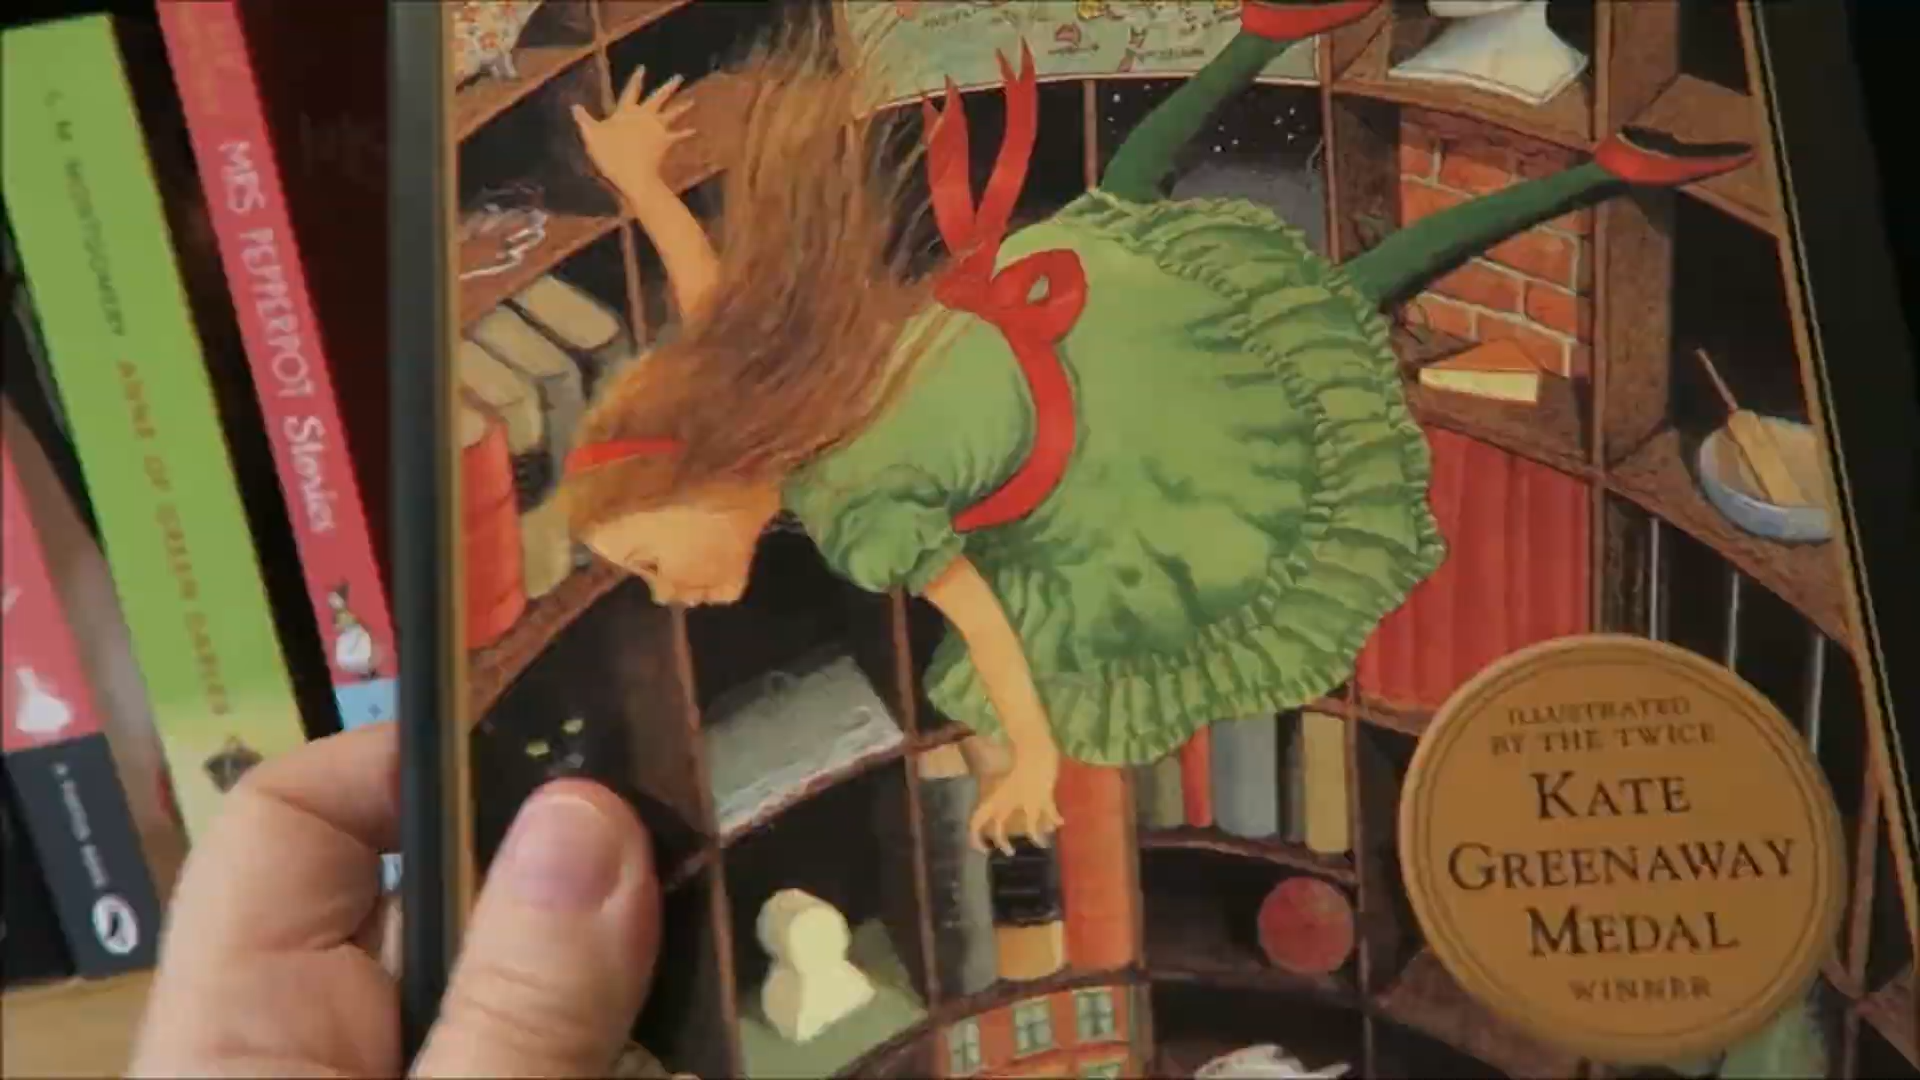 L. M. MONTGOMERY ANNE OF GREEN GABLES
MRS PEPPERPOT Stories
ILLUSTRATED
BY THE TWICE
KATE
GREENAWAY
MEDAL
WINNER